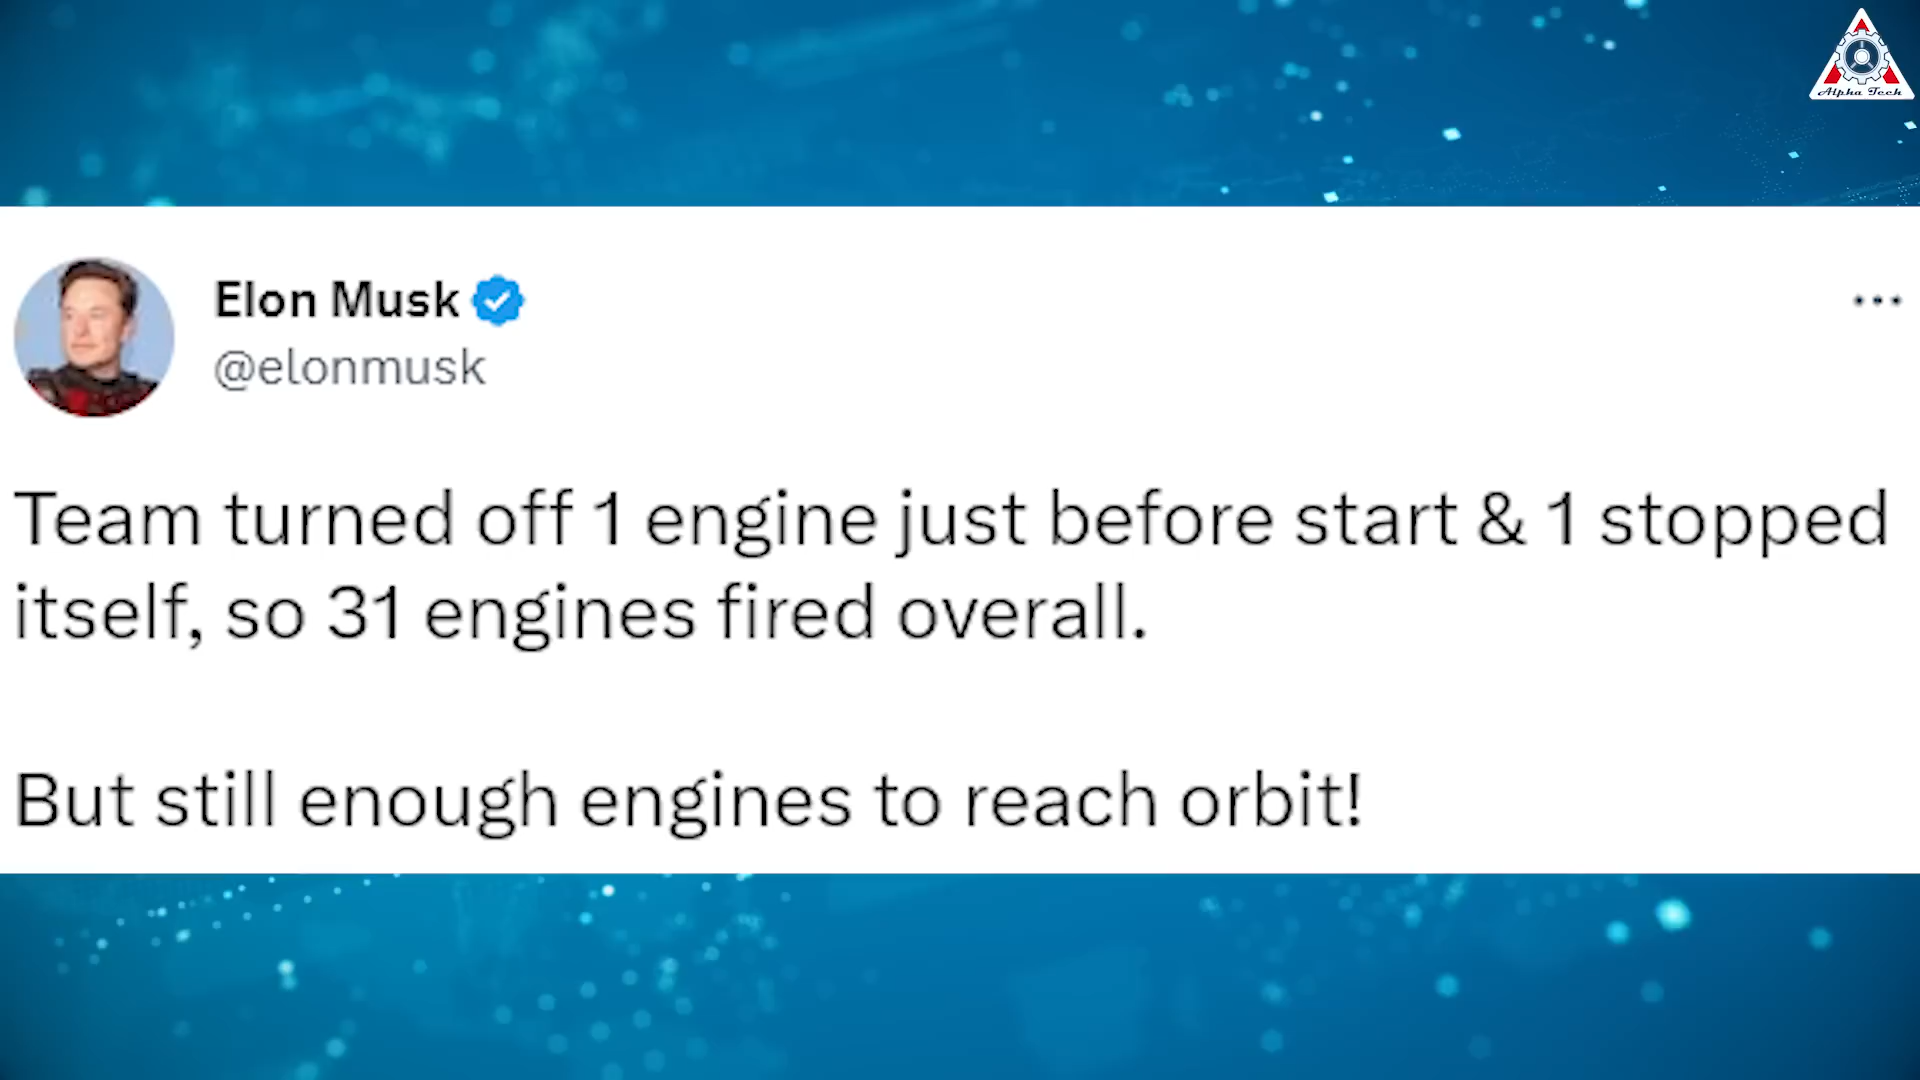 Alpha Tech
Elon Musk
@elonmusk
Team turned off 1 engine just before start & 1 stopped
itself, so 31 engines fired overall.
But still enough engines to reach orbit!